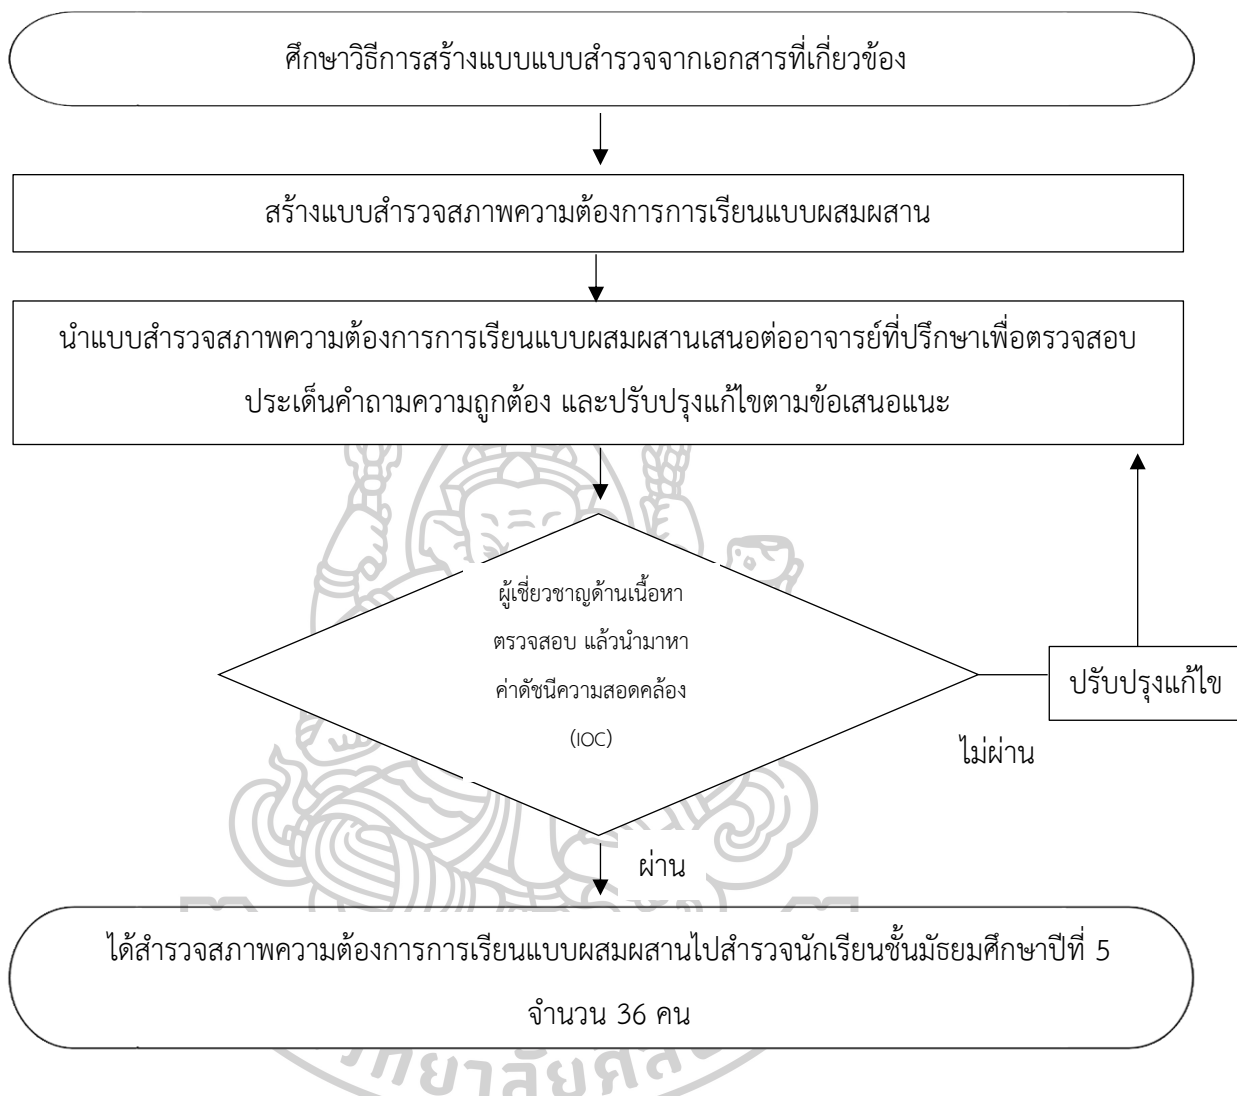 ศึกษาวิธีการสร้างแบบแบบสำรวจจากเอกสารที่เกี่ยวข้อง
สร้างแบบสำรวจสภาพความต้องการการเรียนแบบผสมผสาน
นำแบบสำรวจสภาพความต้องการการเรียนแบบผสมผสานเสนอต่ออาจารย์ที่ปรึกษาเพื่อตรวจสอบ
ประเด็นคำถามความถูกต้อง และปรับปรุงแก้ไขตามข้อเสนอแนะ
ผู้เชี่ยวชาญด้านเนื้อหา
ตรวจสอบ แล้วนำมาหา
ค่าดัชนีความสอดคล้อง
(IOC)
ปรับปรุงแก้ไข
ไม่ผ่าน
ผ่าน
ได้สำรวจสภาพความต้องการการเรียนแบบผสมผสานไปสำรวจนักเรียนชั้นมัธยมศึกษาปีที่ 5
จำนวน 36 คน